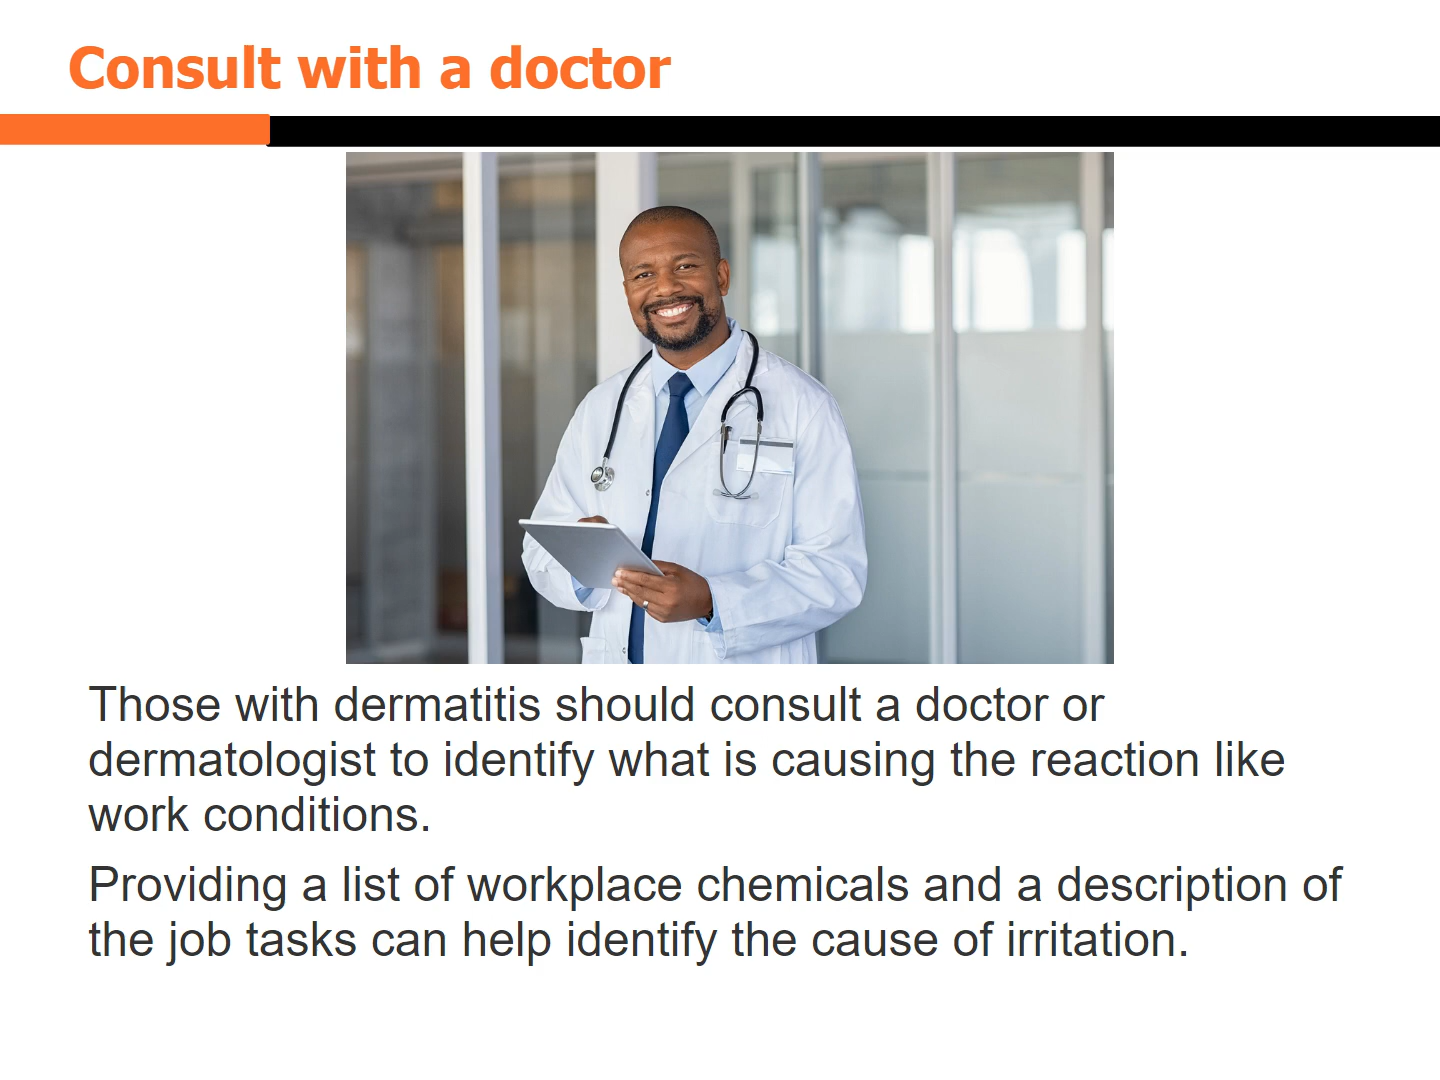 Consult with a doctor
Those with dermatitis should consult a doctor or
dermatologist to identify what is causing the reaction like
work conditions.
Providing a list of workplace chemicals and a description of
the job tasks can help identify the cause of irritation.